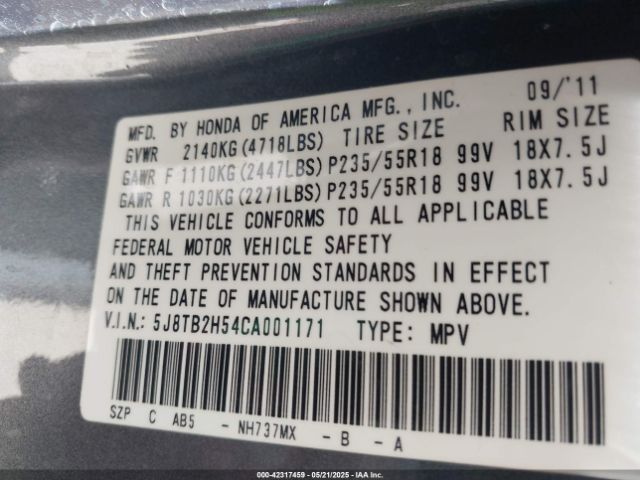 MFD. BY HONDA OF AMERICA MFG., INC. 09/'11
GVWR 2140KG(4718LBS) TIRE SIZE RIM SIZE
GAWR F 1110KG(2447LBS)P235/55R18 99V 18X7.5J
GAWR R 1030KG(2271LBS)P235/55R18 99V 18X7.5J
THIS VEHICLE CONFORMS TO ALL APPLICABLE
FEDERAL MOTOR VEHICLE SAFETY
AND THEFT PREVENTION STANDARDS IN EFFECT
ON THE DATE OF MANUFACTURE SHOWN ABOVE.
V.I.N.: 5J8TB2H54CA001171 TYPE: MPV
SZP C AB5 - NH737MX - B - A
000-42317459 - 05/21/2025 - IAASF